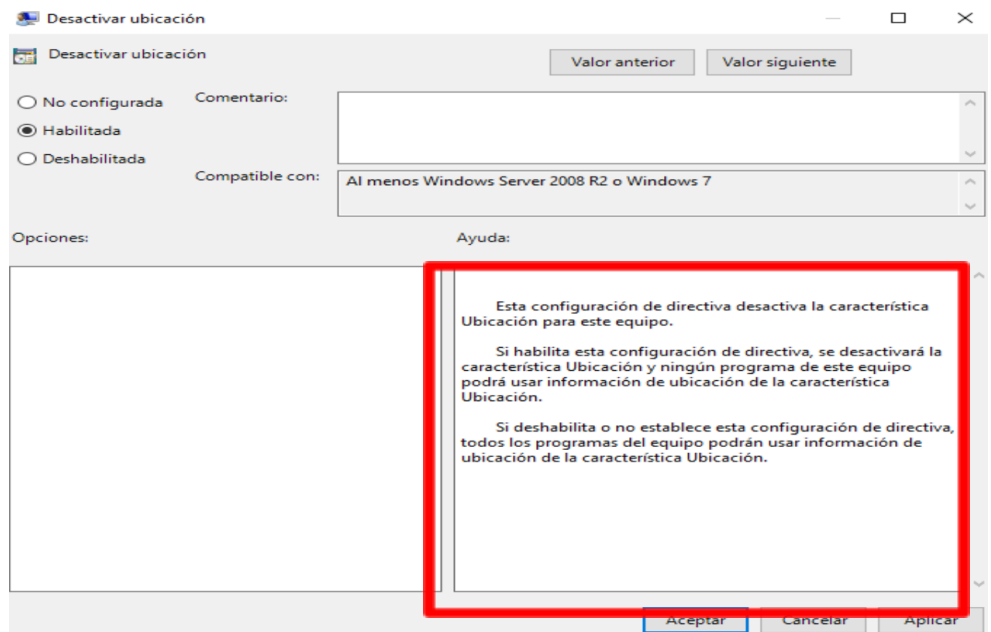 Desactivar ubicación
Desactivar ubicación
Valor anterior
Valor siguiente
No configurada
Habilitada
Deshabilitada
Comentario:
Compatible con:
Al menos Windows Server 2008 R2 o Windows 7
Opciones:
Ayuda:
Esta configuración de directiva desactiva la característica
Ubicación para este equipo.
Si habilita esta configuración de directiva, se desactivará la
característica Ubicación y ningún programa de este equipo
podrá usar información de ubicación de la característica
Ubicación.
Si deshabilita o no establece esta configuración de directiva,
todos los programas del equipo podrán usar información de
ubicación de la característica Ubicación.
Aceptar
Cancelar
Aplicar